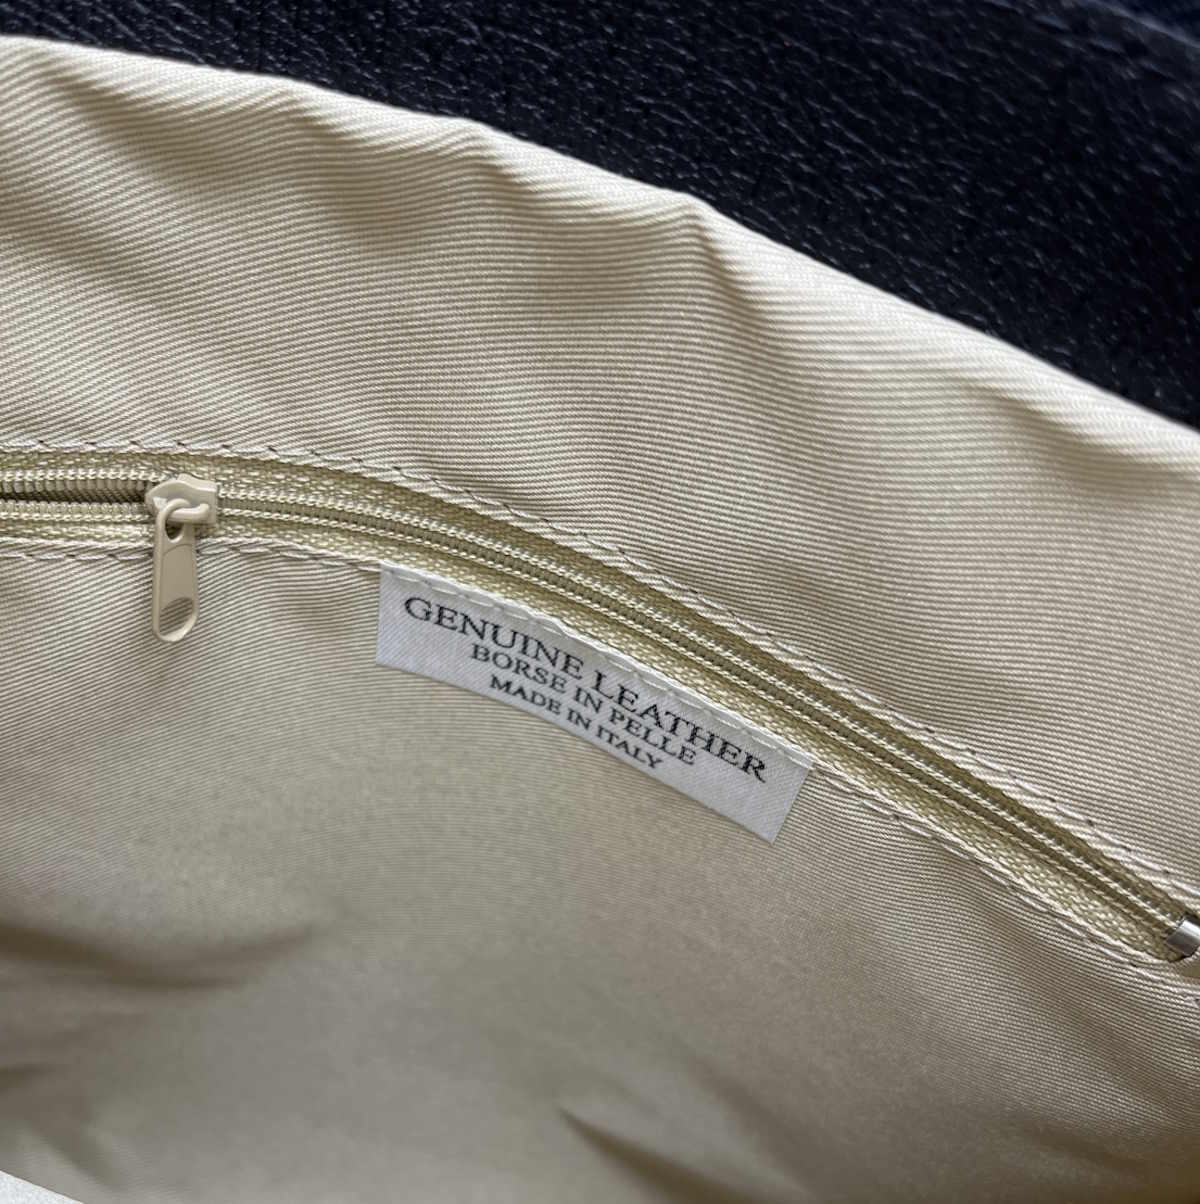 GENUINE LEATHER
BORSE IN PELLE
MADE IN ITALY